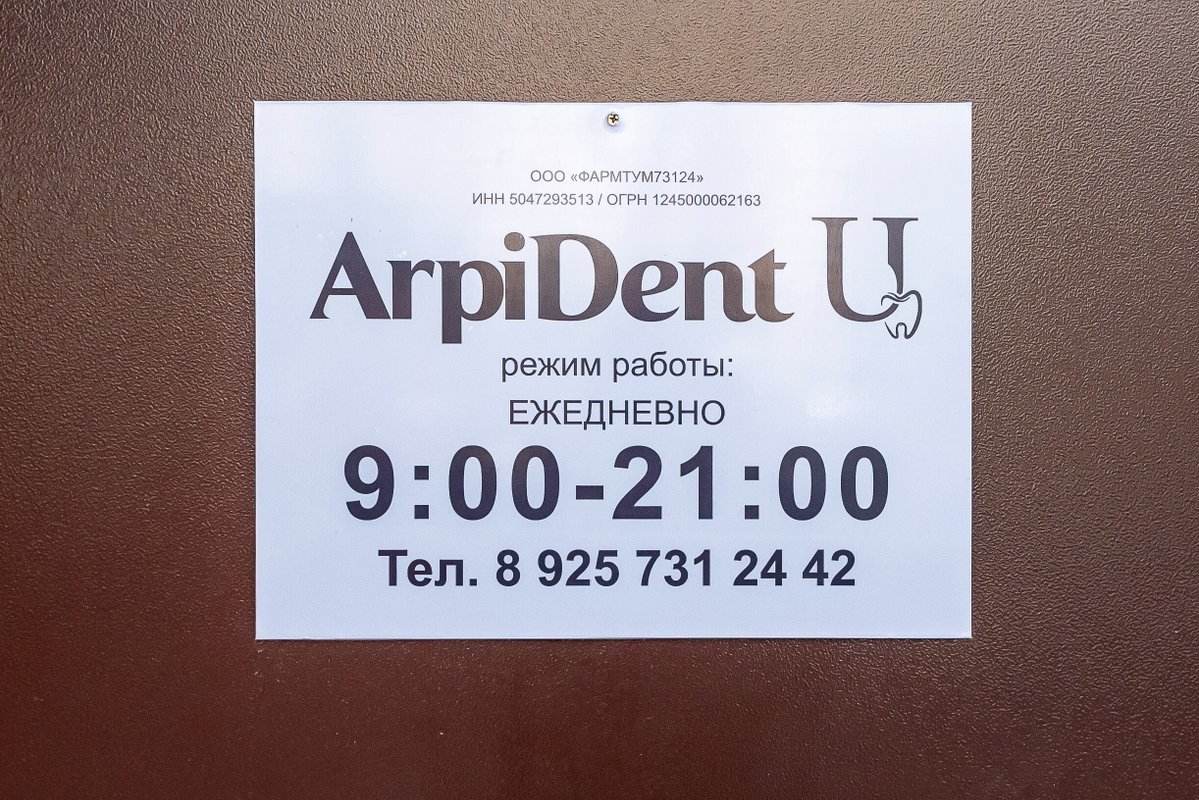 ООО «ФАРМТУМ73124»
ИНН 5047293513 / ОГРН 1245000062163
ArpiDent U
режим работы:
ЕЖЕДНЕВНО
9:00-21:00
Тел. 8 925 731 24 42